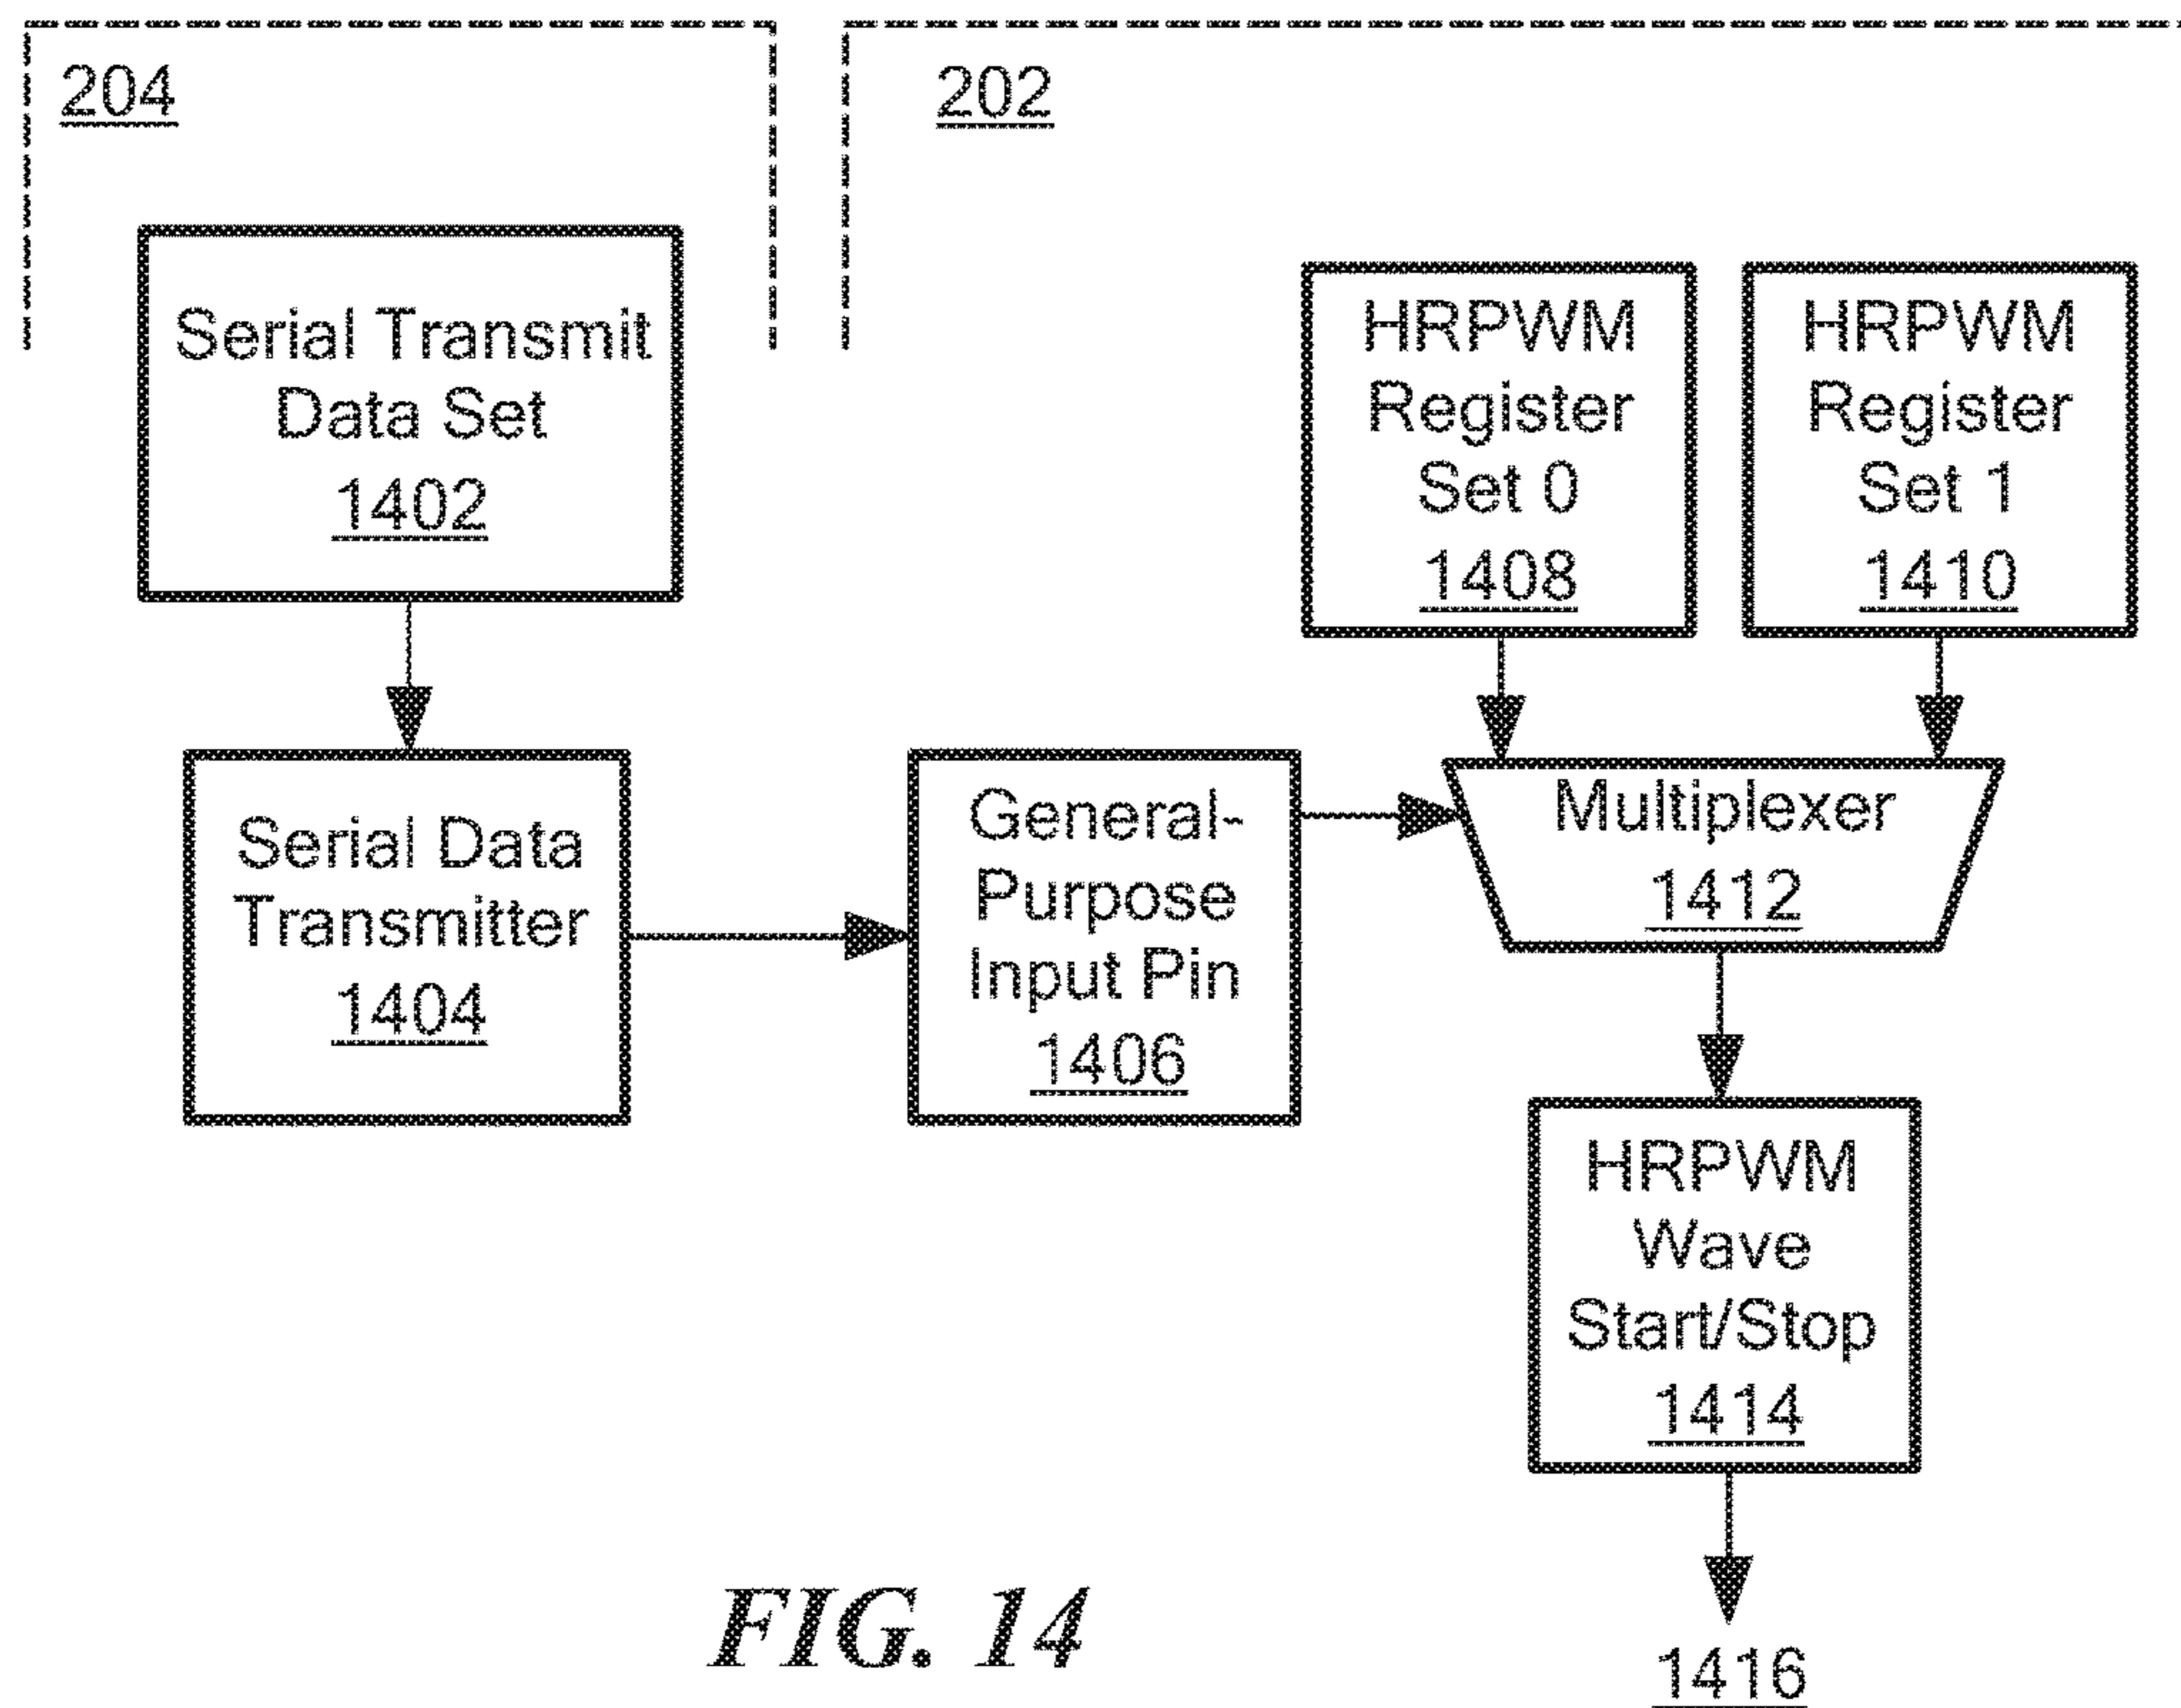 204
202
Serial Transmit
Data Set
1402
HRPWM
Register
Set 0
1408
HRPWM
Register
Set 1
1410
Serial Data
Transmitter
1404
General-
Purpose
Input Pin
1406
Multiplexer
1412
HRPWM
Wave
Start/Stop
1414
1416
FIG. 14